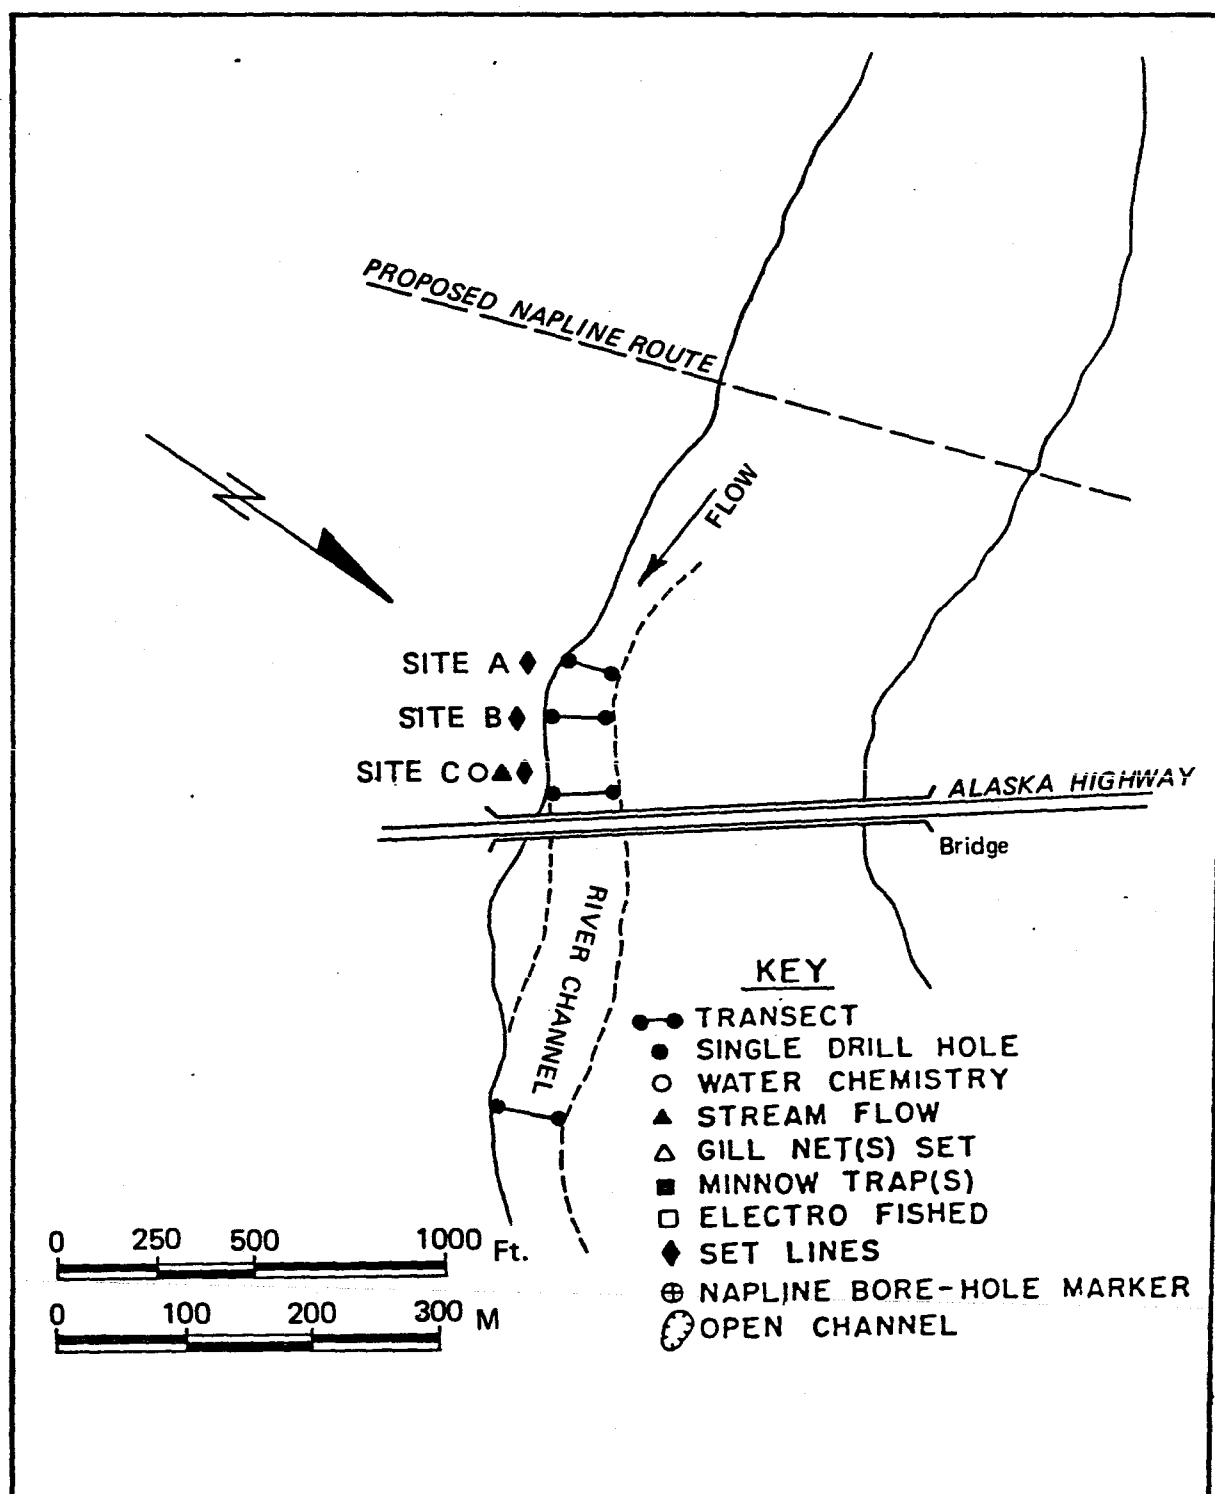 PROPOSED NAPLINE ROUTE
N
FLOW
SITE A
SITE B
SITE C
ALASKA HIGHWAY
Bridge
RIVER CHANNEL
KEY
TRANSECT
SINGLE DRILL HOLE
WATER CHEMISTRY
STREAM FLOW
GILL NET(S) SET
MINNOW TRAP(S)
ELECTRO FISHED
SET LINES
NAPLINE BORE-HOLE MARKER
OPEN CHANNEL
0 250 500 1000 Ft.
0 100 200 300 M